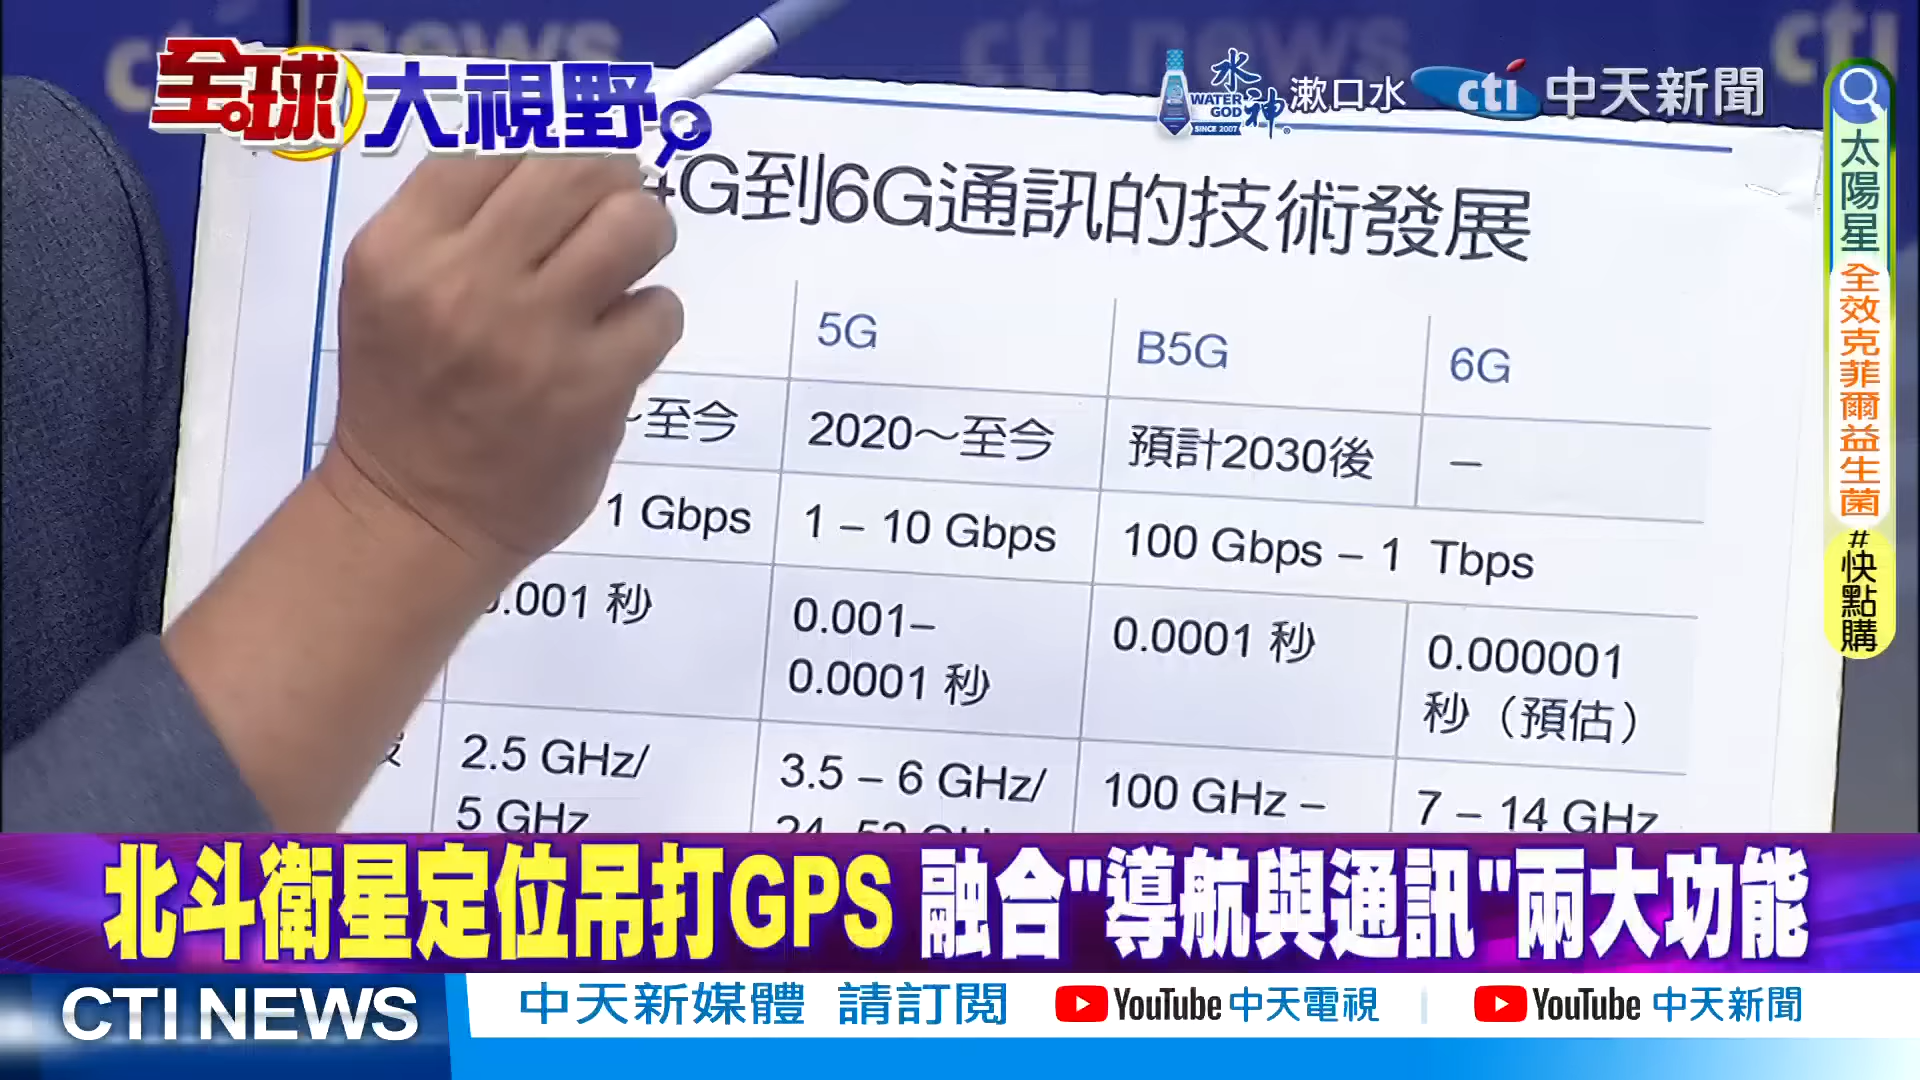 全球大視野
水神
WATER GOD
SINCE 2007
漱口水
cti 中天新聞
太陽星
全效克菲爾益生菌
#快點購
4G到6G通訊的技術發展
5G
B5G
6G
～至今
2020～至今
預計2030後
–
1 Gbps
1 – 10 Gbps
100 Gbps – 1 Tbps
0.001 秒
0.001–
0.0001 秒
0.0001 秒
0.000001
秒（預估）
2.5 GHz/
5 GHz
3.5 – 6 GHz/
100 GHz –
7 – 14 GHz
北斗衛星定位吊打GPS 融合"導航與通訊"兩大功能
CTI NEWS
中天新媒體 請訂閱
YouTube 中天電視
YouTube 中天新聞